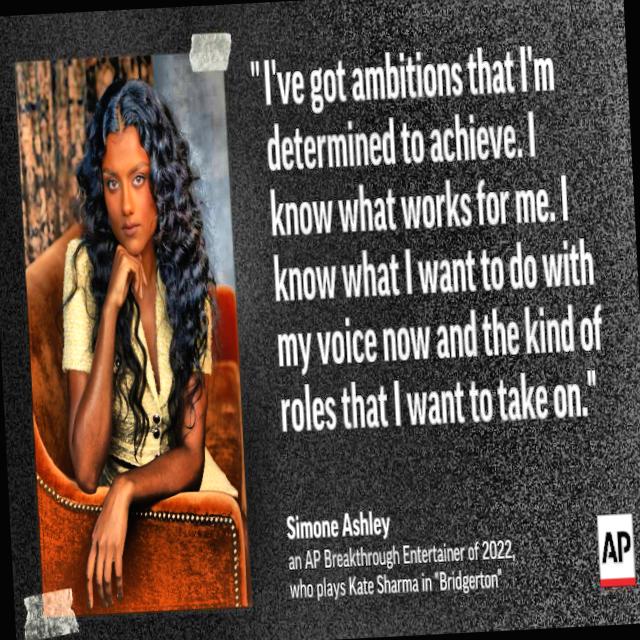 "I've got ambitions that I'm
determined to achieve. I
know what works for me. I
know what I want to do with
my voice now and the kind of
roles that I want to take on."
Simone Ashley
an AP Breakthrough Entertainer of 2022,
who plays Kate Sharma in "Bridgerton"
AP